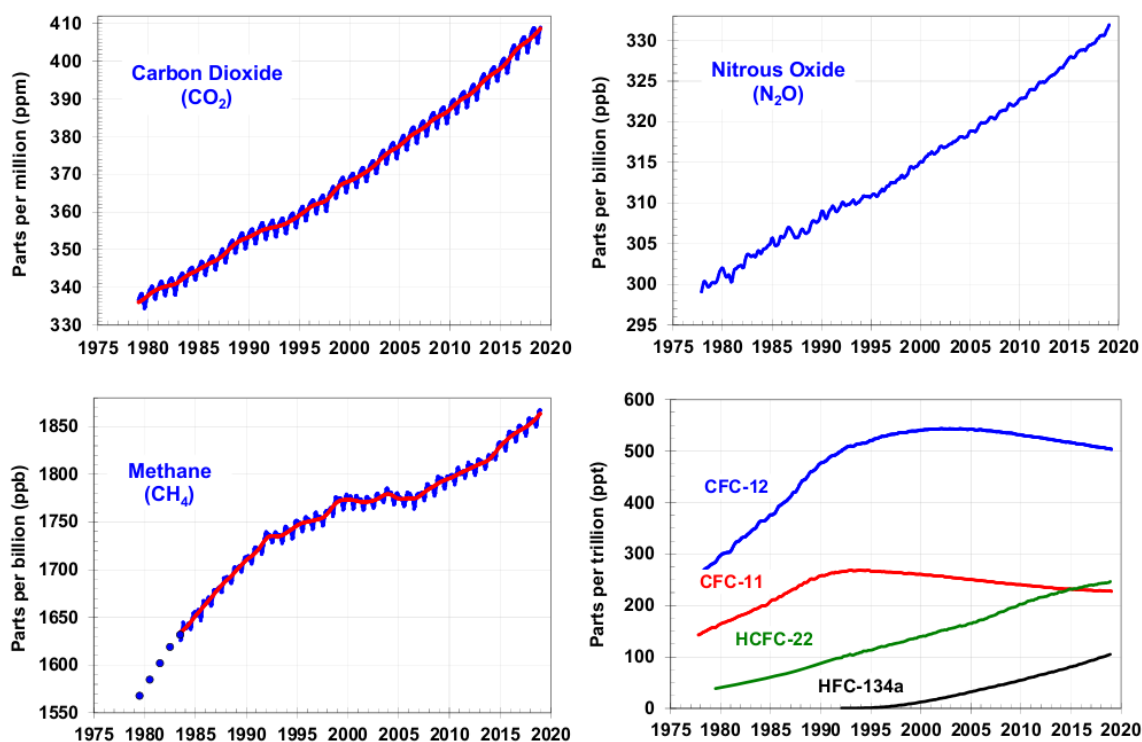 Parts per million (ppm)
410
400
390
380
370
360
350
340
330
Carbon Dioxide
(CO₂)
1975 1980 1985 1990 1995 2000 2005 2010 2015 2020
Parts per billion (ppb)
330
325
320
315
310
305
300
295
Nitrous Oxide
(N₂O)
1975 1980 1985 1990 1995 2000 2005 2010 2015 2020
Parts per billion (ppb)
1850
1800
1750
1700
1650
1600
1550
Methane
(CH₄)
1975 1980 1985 1990 1995 2000 2005 2010 2015 2020
Parts per trillion (ppt)
600
500
400
300
200
100
0
CFC-12
CFC-11
HCFC-22
HFC-134a
1975 1980 1985 1990 1995 2000 2005 2010 2015 2020